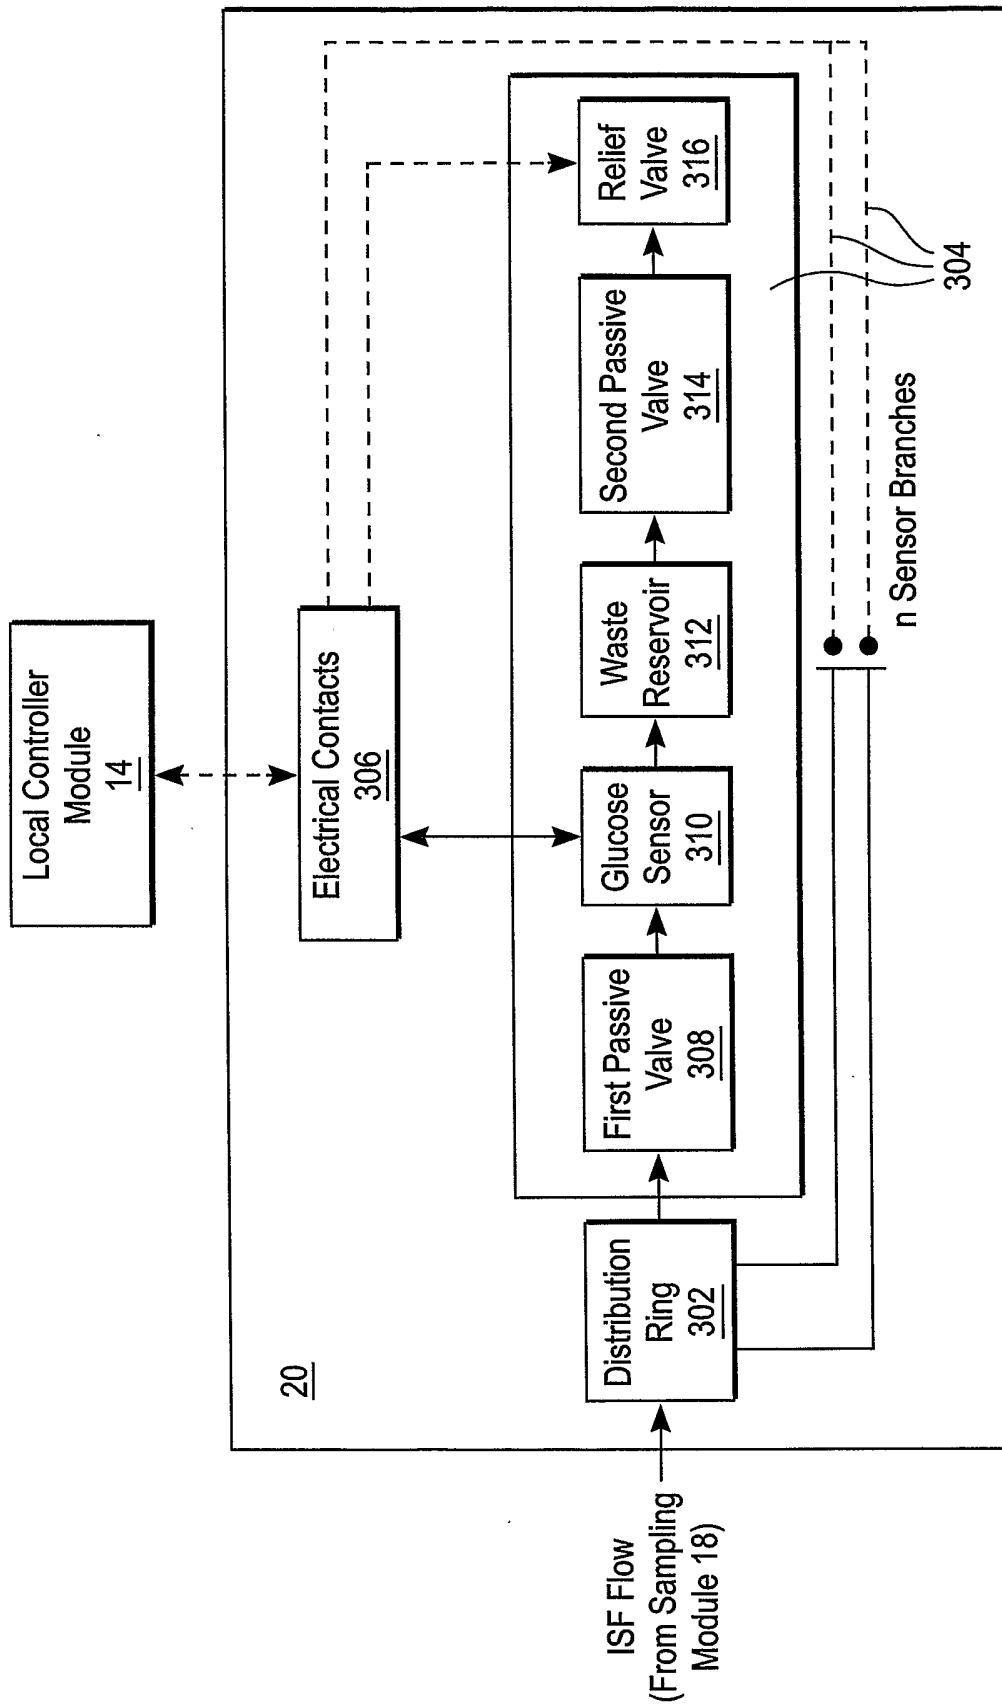 Local Controller
Module
14
20
Electrical Contacts
306
ISF Flow
(From Sampling
Module 18)
Distribution
Ring
302
First Passive
Valve
308
Glucose
Sensor
310
Waste
Reservoir
312
Second Passive
Valve
314
Relief
Valve
316
304
n Sensor Branches